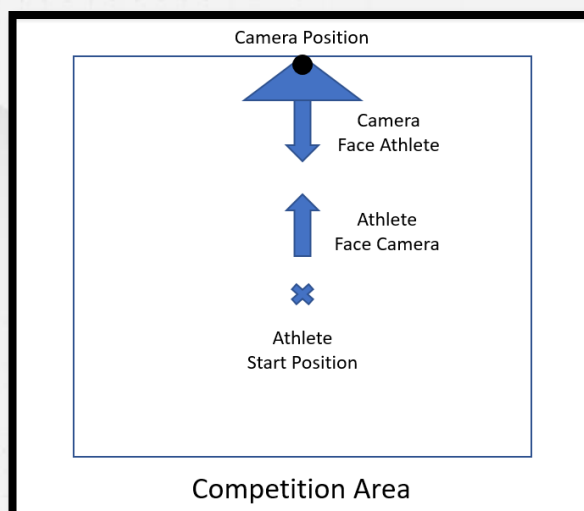 Camera Position
Camera
Face Athlete
Athlete
Face Camera
Athlete
Start Position
Competition Area